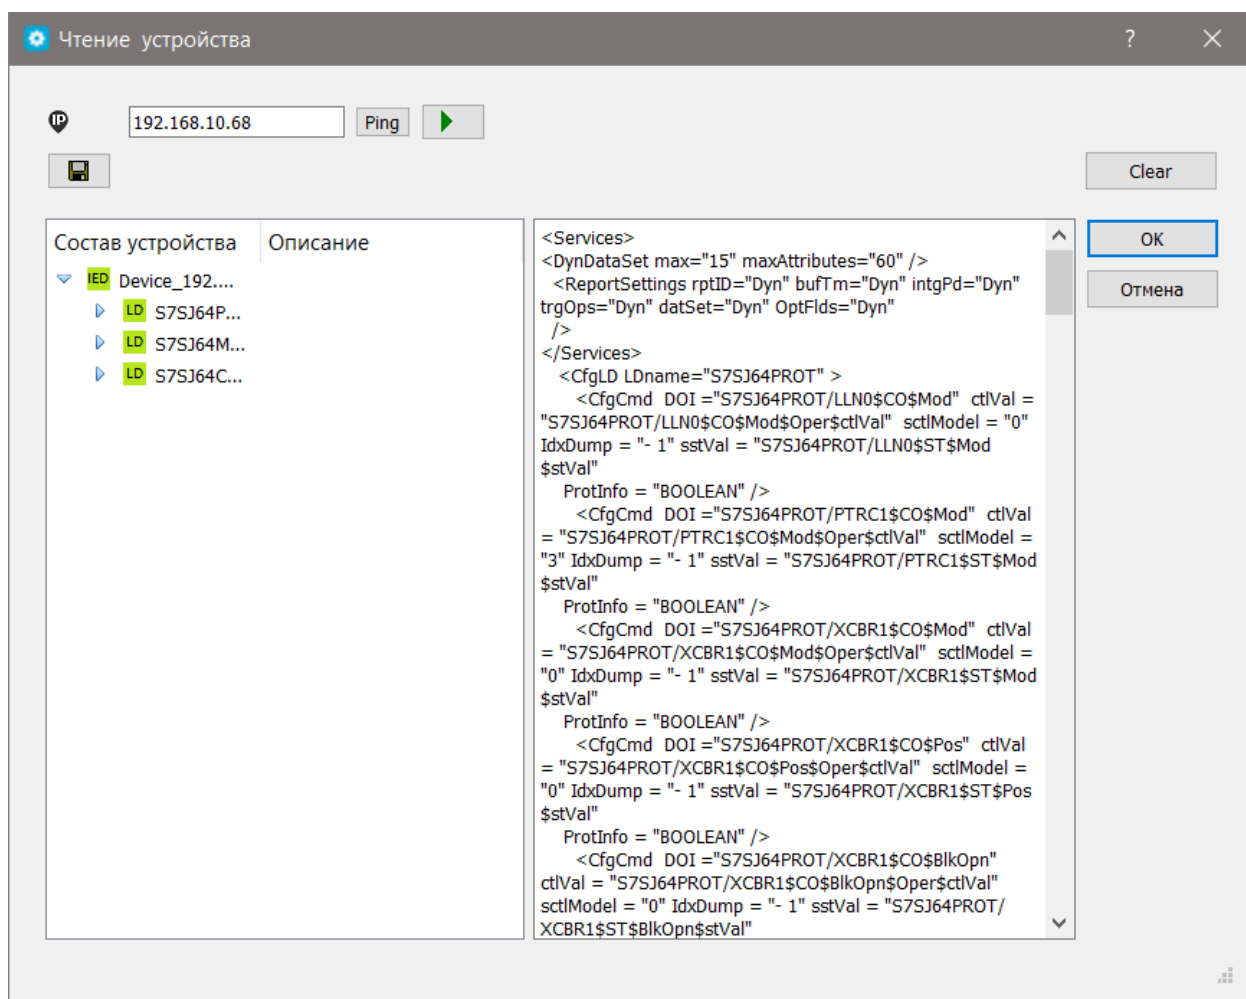 Чтение устройства
?
IP
192.168.10.68
Ping
Clear
Состав устройства
Описание
IED Device_192....
LD S7SJ64P...
LD S7SJ64M...
LD S7SJ64C...
<Services>
<DynDataSet max="15" maxAttributes="60" />
<ReportSettings rptID="Dyn" bufTm="Dyn" intgPd="Dyn"
trgOps="Dyn" datSet="Dyn" OptFlds="Dyn"
/>
</Services>
<CfgLD LDname="S7SJ64PROT" >
<CfgCmd DOI ="S7SJ64PROT/LLN0$CO$Mod" ctlVal =
"S7SJ64PROT/LLN0$CO$Mod$Oper$ctlVal" sctlModel = "0"
IdxDump = "- 1" sstVal = "S7SJ64PROT/LLN0$ST$Mod
$stVal"
ProtInfo = "BOOLEAN" />
<CfgCmd DOI ="S7SJ64PROT/PTRC1$CO$Mod" ctlVal
= "S7SJ64PROT/PTRC1$CO$Mod$Oper$ctlVal" sctlModel =
"3" IdxDump = "- 1" sstVal = "S7SJ64PROT/PTRC1$ST$Mod
$stVal"
ProtInfo = "BOOLEAN" />
<CfgCmd DOI ="S7SJ64PROT/XCBR1$CO$Mod" ctlVal
= "S7SJ64PROT/XCBR1$CO$Mod$Oper$ctlVal" sctlModel =
"0" IdxDump = "- 1" sstVal = "S7SJ64PROT/XCBR1$ST$Mod
$stVal"
ProtInfo = "BOOLEAN" />
<CfgCmd DOI ="S7SJ64PROT/XCBR1$CO$Pos" ctlVal
= "S7SJ64PROT/XCBR1$CO$Pos$Oper$ctlVal" sctlModel =
"0" IdxDump = "- 1" sstVal = "S7SJ64PROT/XCBR1$ST$Pos
$stVal"
ProtInfo = "BOOLEAN" />
<CfgCmd DOI ="S7SJ64PROT/XCBR1$CO$BlkOpn"
ctlVal = "S7SJ64PROT/XCBR1$CO$BlkOpn$Oper$ctlVal"
sctlModel = "0" IdxDump = "- 1" sstVal = "S7SJ64PROT/
XCBR1$ST$BlkOpn$stVal"
OK
Отмена